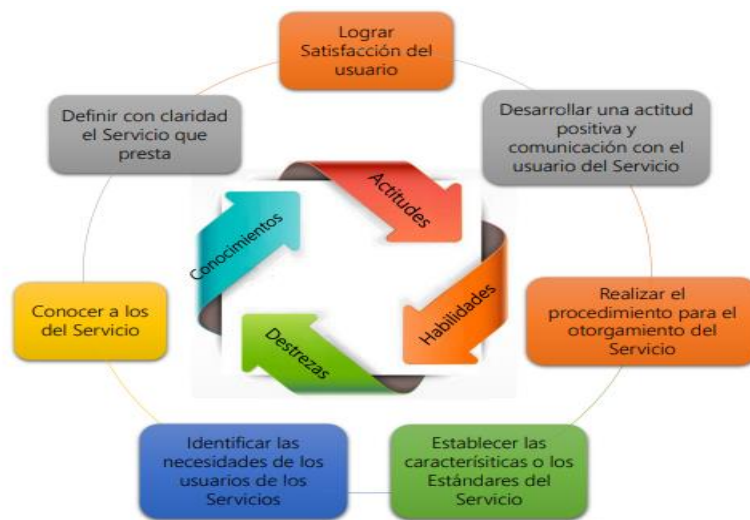 Lograr
Satisfacción del
usuario
Desarrollar una actitud
positiva y
comunicación con el
usuario del Servicio
Realizar el
procedimiento para el
otorgamiento del
Servicio
Establecer las
caracterísiticas o los
Estándares del
Servicio
Identificar las
necesidades de los
usuarios de los
Servicios
Conocer a los
del Servicio
Definir con claridad
el Servicio que
presta
Actitudes
Habilidades
Destrezas
Conocimientos